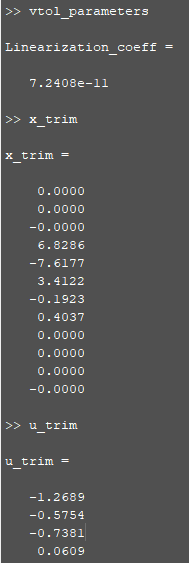 >> vtol_parameters
Linearization_coeff =
7.2408e-11
>> x_trim
x_trim =
0.0000
0.0000
-0.0000
6.8286
-7.6177
3.4122
-0.1923
0.4037
0.0000
0.0000
0.0000
-0.0000
>> u_trim
u_trim =
-1.2689
-0.5754
-0.7381
0.0609